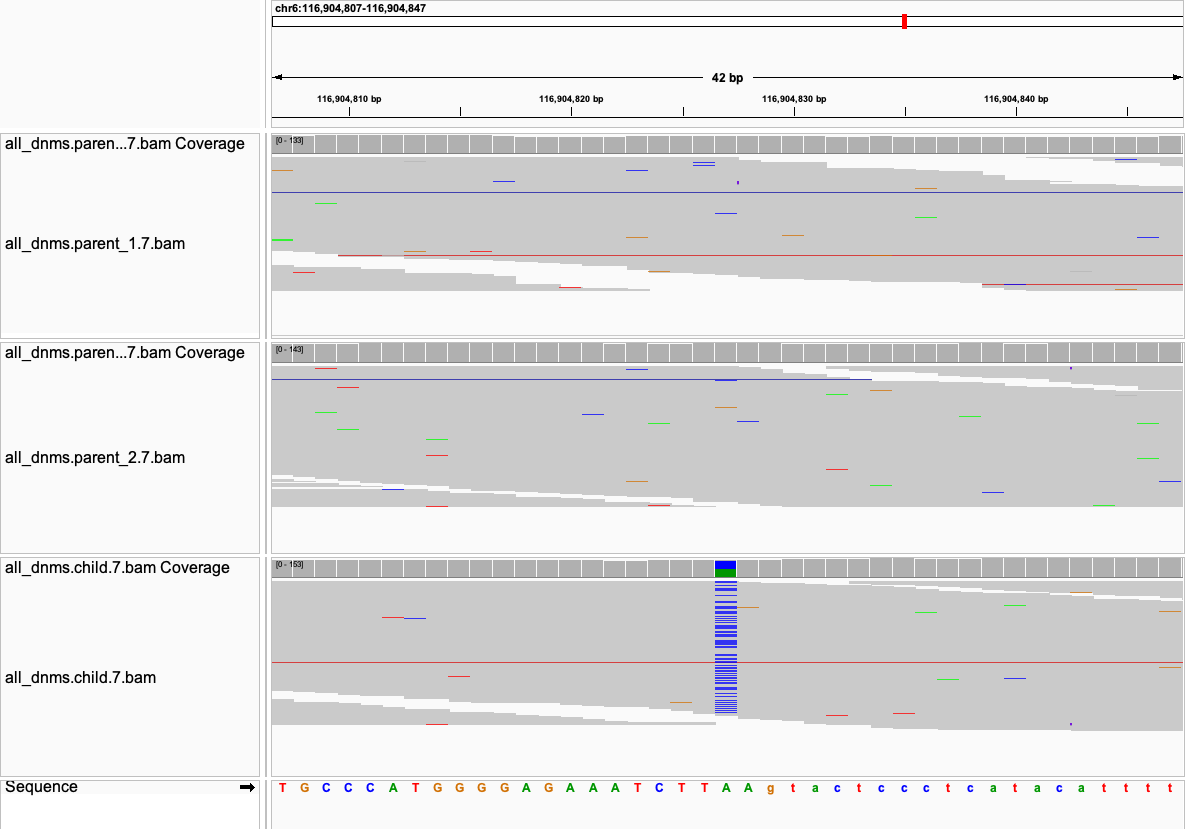 chr6:116,904,807-116,904,847
42 bp
116,904,810 bp 116,904,820 bp 116,904,830 bp 116,904,840 bp
all_dnms.paren...7.bam Coverage [0 - 133]
all_dnms.parent_1.7.bam
all_dnms.paren...7.bam Coverage [0 - 143]
all_dnms.parent_2.7.bam
all_dnms.child.7.bam Coverage [0 - 153]
all_dnms.child.7.bam
Sequence T G C C C A T G G G G A G A A A T C T T A A g t a c t c c c t c a t a c a t t t t